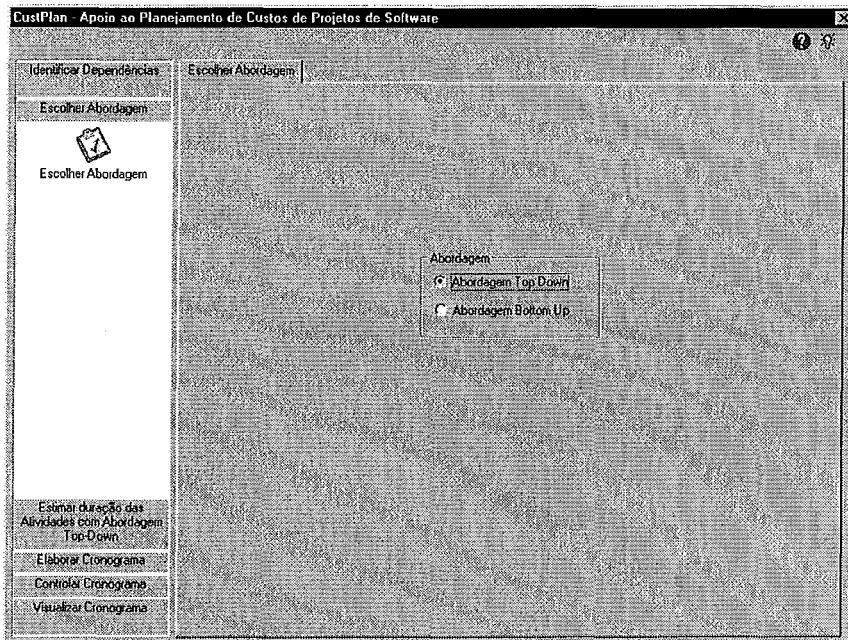 CustPlan - Apoio ao Planejamento de Custos de Projetos de Software
Identificar Dependências
Escolher Abordagem
Escolher Abordagem
Escolher Abordagem
Abordagem
Abordagem Top Down
Abordagem Bottom Up
Estimar duração das
Atividades com Abordagem
Top-Down
Elaborar Cronograma
Controlar Cronograma
Visualizar Cronograma